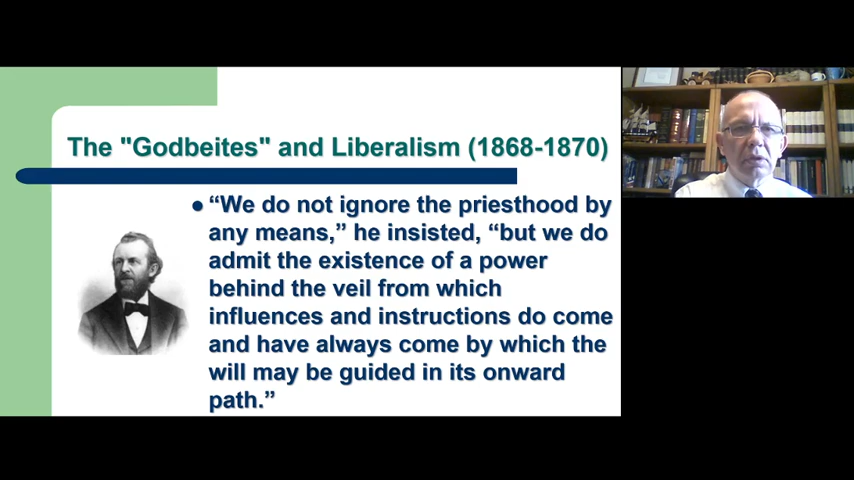 The "Godbeites" and Liberalism (1868-1870)
“We do not ignore the priesthood by
any means,” he insisted, “but we do
admit the existence of a power
behind the veil from which
influences and instructions do come
and have always come by which the
will may be guided in its onward
path.”